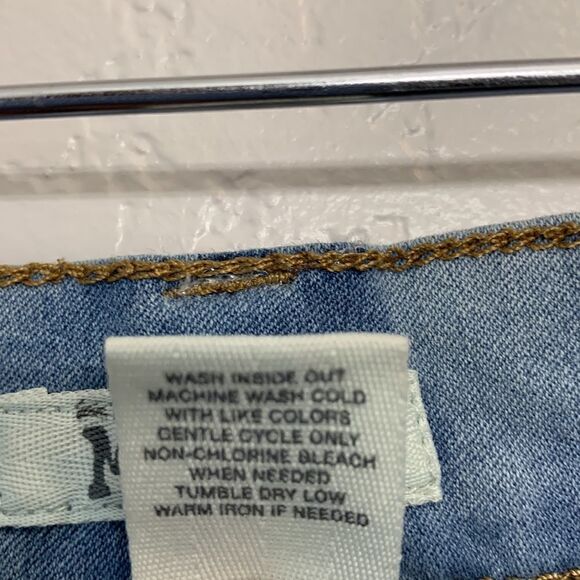 WASH INSIDE OUT
MACHINE WASH COLD
WITH LIKE COLORS
GENTLE CYCLE ONLY
NON-CHLORINE BLEACH
WHEN NEEDED
TUMBLE DRY LOW
WARM IRON IF NEEDED